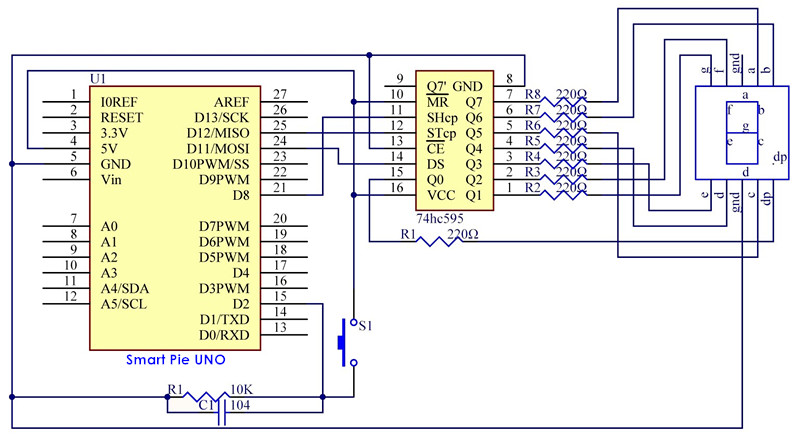 U1
1 I0REF AREF 27
2 RESET D13/SCK 26
3 3.3V D12/MISO 25
4 5V D11/MOSI 24
5 GND D10PWM/SS 23
6 Vin D9PWM 22
D8 21
7 A0 D7PWM 20
8 A1 D6PWM 19
9 A2 D5PWM 18
10 A3 D4 17
11 A4/SDA D3PWM 16
12 A5/SCL D2 15
D1/TXD 14
D0/RXD 13
Smart Pie UNO
9 Q7' GND 8
10 MR Q7 7 R8 220Ω
11 SHcp Q6 6 R7 220Ω
12 STcp Q5 5 R6 220Ω
13 CE Q4 4 R5 220Ω
14 DS Q3 3 R4 220Ω
15 Q0 Q2 2 R3 220Ω
16 VCC Q1 1 R2 220Ω
74hc595
R1 220Ω
g f gnd a b
a
f b
g
e c
d
dp
e d gnd c dp
S1
R1 10K
C1 104